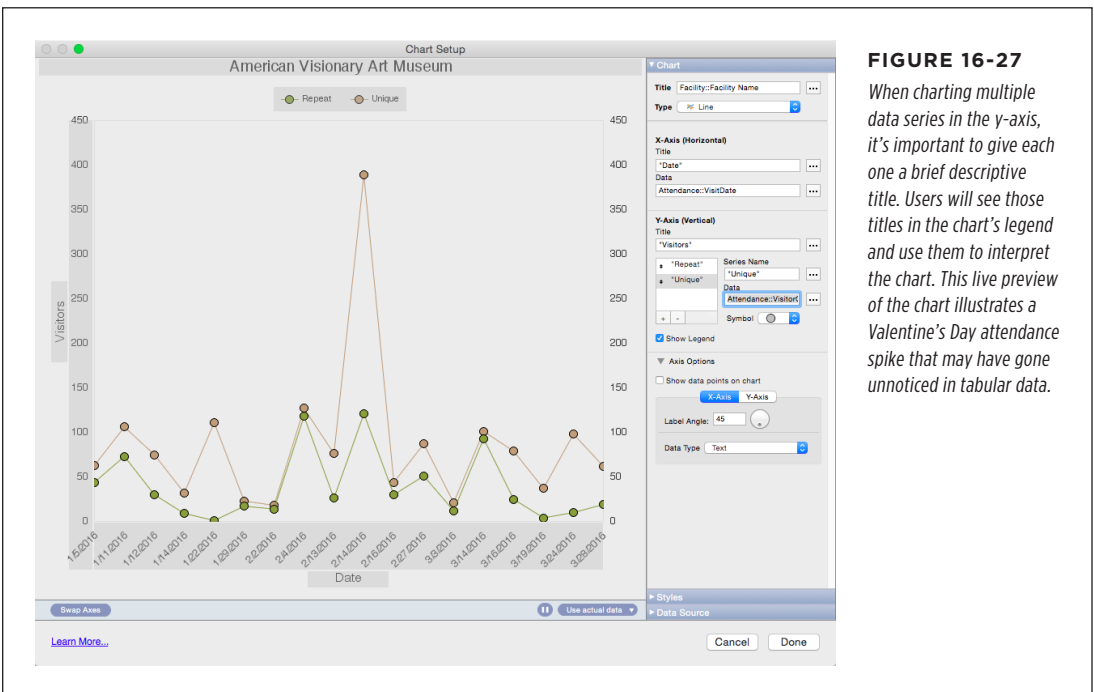 Chart Setup
American Visionary Art Museum
Repeat Unique
450 450
400 400
350 350
300 300
250 250
200 200
150 150
100 100
50 50
0 0
Visitors
1/5/2016 1/11/2016 1/12/2016 1/14/2016 1/22/2016 1/29/2016 2/2/2016 2/4/2016 2/13/2016 2/14/2016 2/16/2016 2/27/2016 3/3/2016 3/14/2016 3/16/2016 3/19/2016 3/24/2016 3/28/2016
Date
Swap Axes
Use actual data
Chart
Title Facility::Facility Name ...
Type Line
X-Axis (Horizontal)
Title
"Date" ...
Data
Attendance::VisitDate ...
Y-Axis (Vertical)
Title
"Visitors" ...
"Repeat"
"Unique"
+ -
Series Name
"Unique" ...
Data
Attendance::Visitor ...
Symbol
Show Legend
Axis Options
Show data points on chart
X-Axis Y-Axis
Label Angle: 45
Data Type Text
Styles
Data Source
Learn More...
Cancel Done
FIGURE 16-27
When charting multiple
data series in the y-axis,
it's important to give each
one a brief descriptive
title. Users will see those
titles in the chart's legend
and use them to interpret
the chart. This live preview
of the chart illustrates a
Valentine's Day attendance
spike that may have gone
unnoticed in tabular data.